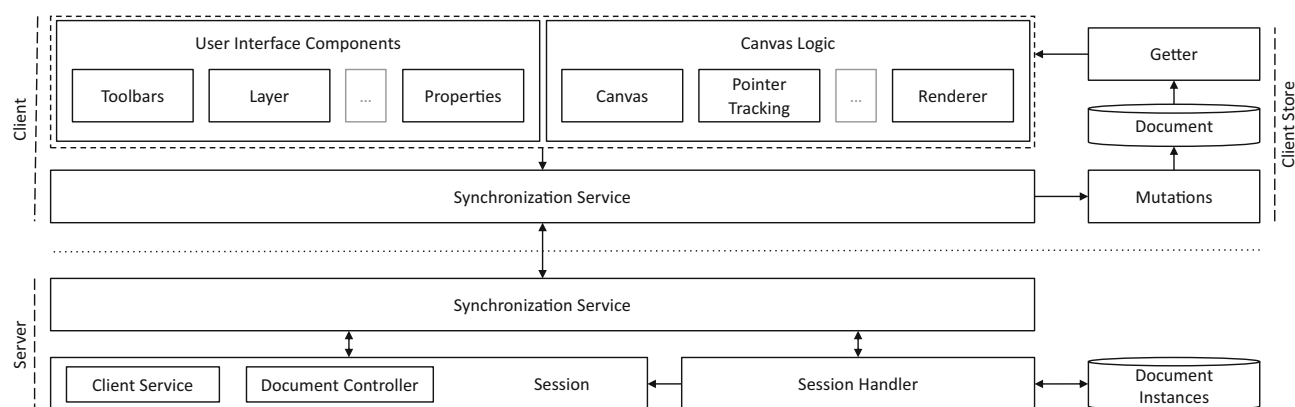 User Interface Components
Canvas Logic
Getter
Toolbars
Layer
...
Properties
Canvas
Pointer
Tracking
...
Renderer
Document
Client
Client Store
Synchronization Service
Mutations
Synchronization Service
Server
Client Service
Document Controller
Session
Session Handler
Document
Instances